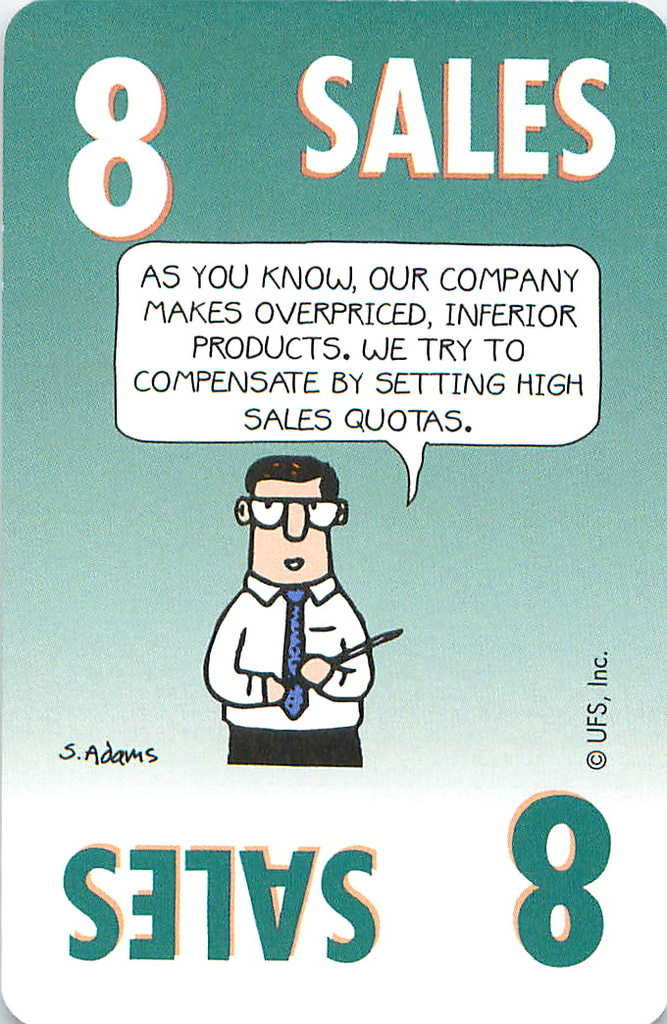 8 SALES
AS YOU KNOW, OUR COMPANY
MAKES OVERPRICED, INFERIOR
PRODUCTS. WE TRY TO
COMPENSATE BY SETTING HIGH
SALES QUOTAS.
S. Adams
© UFS, Inc.
8
SALES